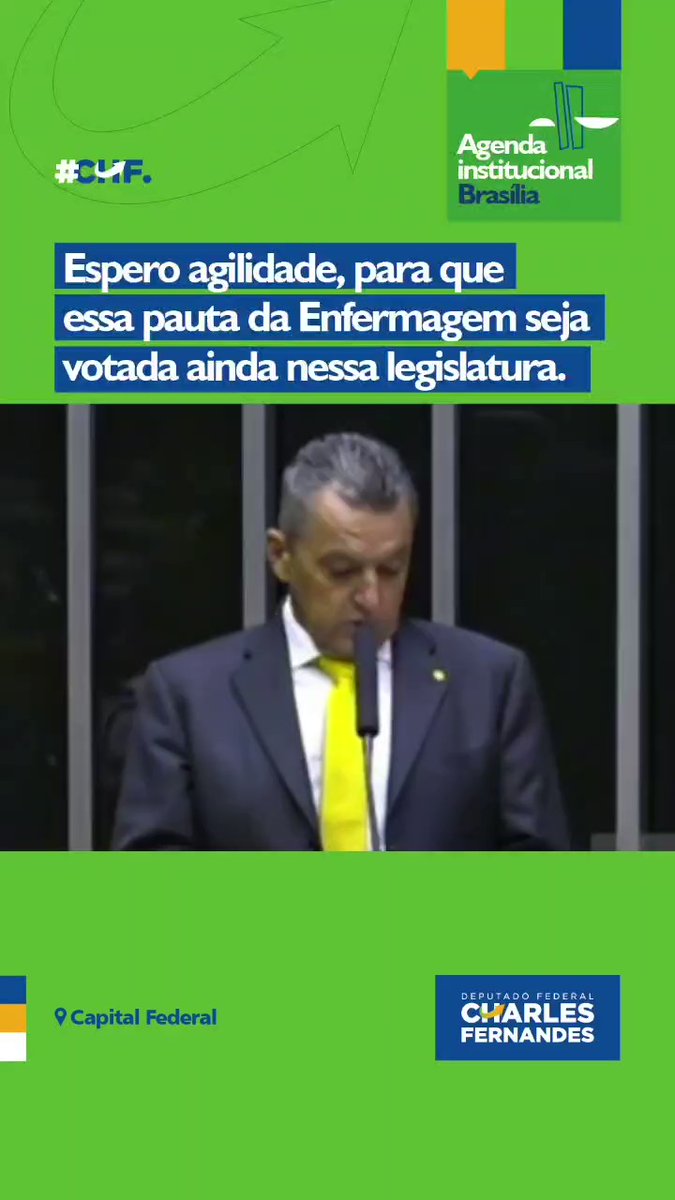 #CHF.
Agenda
institucional
Brasília
Espero agilidade, para que
essa pauta da Enfermagem seja
votada ainda nessa legislatura.
Capital Federal
DEPUTADO FEDERAL
CHARLES
FERNANDES